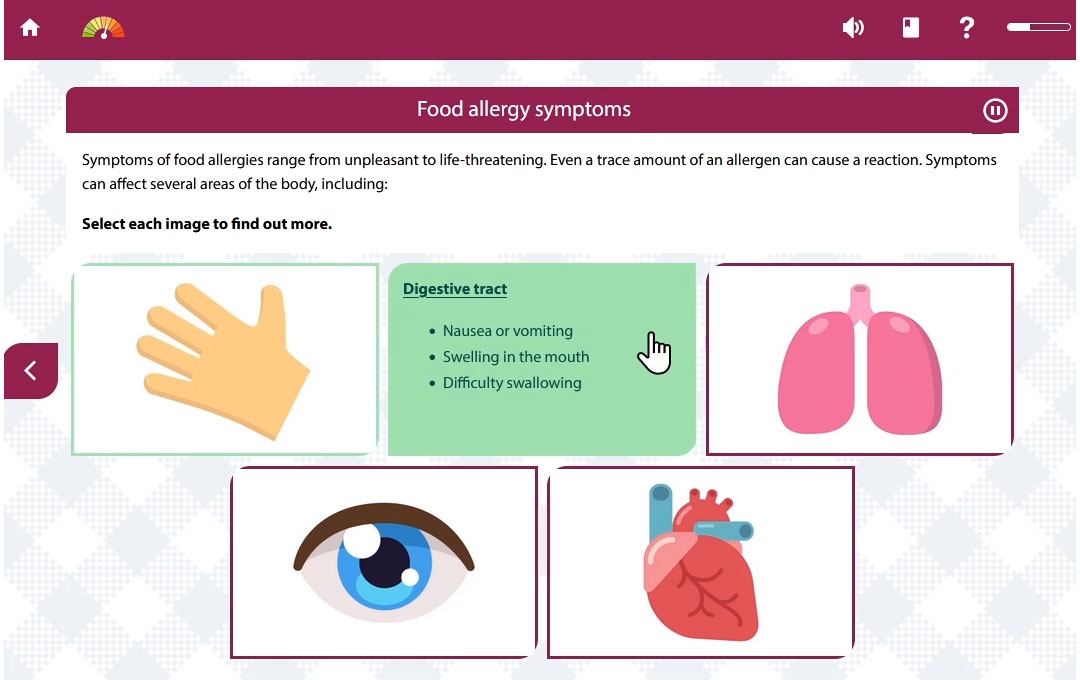 Food allergy symptoms
Symptoms of food allergies range from unpleasant to life-threatening. Even a trace amount of an allergen can cause a reaction. Symptoms
can affect several areas of the body, including:
Select each image to find out more.
Digestive tract
• Nausea or vomiting
• Swelling in the mouth
• Difficulty swallowing